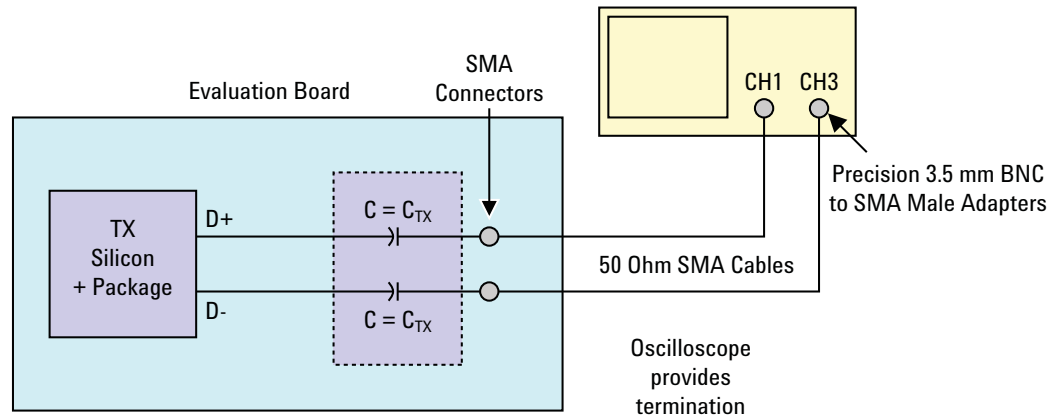 Evaluation Board
SMA
Connectors
CH1 CH3
Precision 3.5 mm BNC
to SMA Male Adapters
TX
Silicon
+ Package
D+
D-
C = CTX
C = CTX
50 Ohm SMA Cables
Oscilloscope
provides
termination